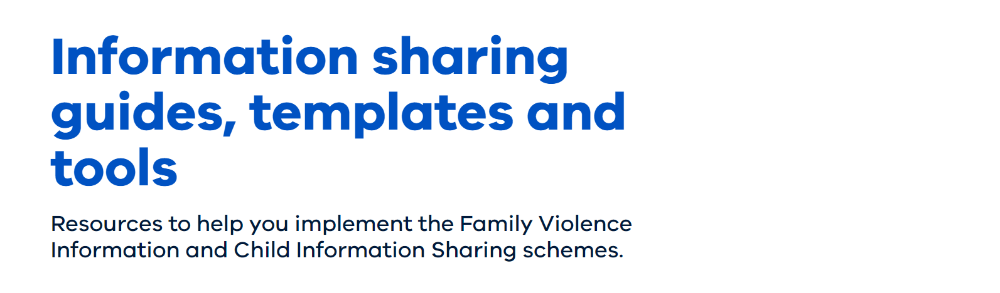 Information sharing
guides, templates and
tools
Resources to help you implement the Family Violence
Information and Child Information Sharing schemes.